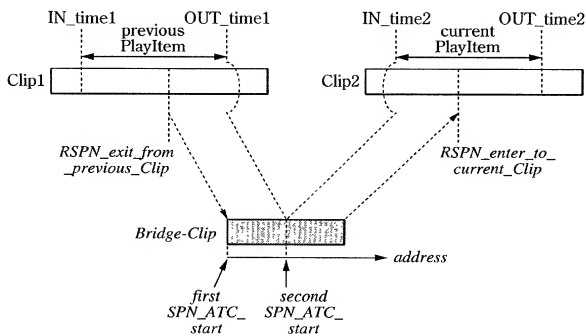 IN_time1
OUT_time1
previous
PlayItem
IN_time2
OUT_time2
current
PlayItem
Clip1
Clip2
RSPN_exit_from
_previous_Clip
RSPN_enter_to_
current_Clip
Bridge-Clip
address
first
SPN_ATC_
start
second
SPN_ATC_
start